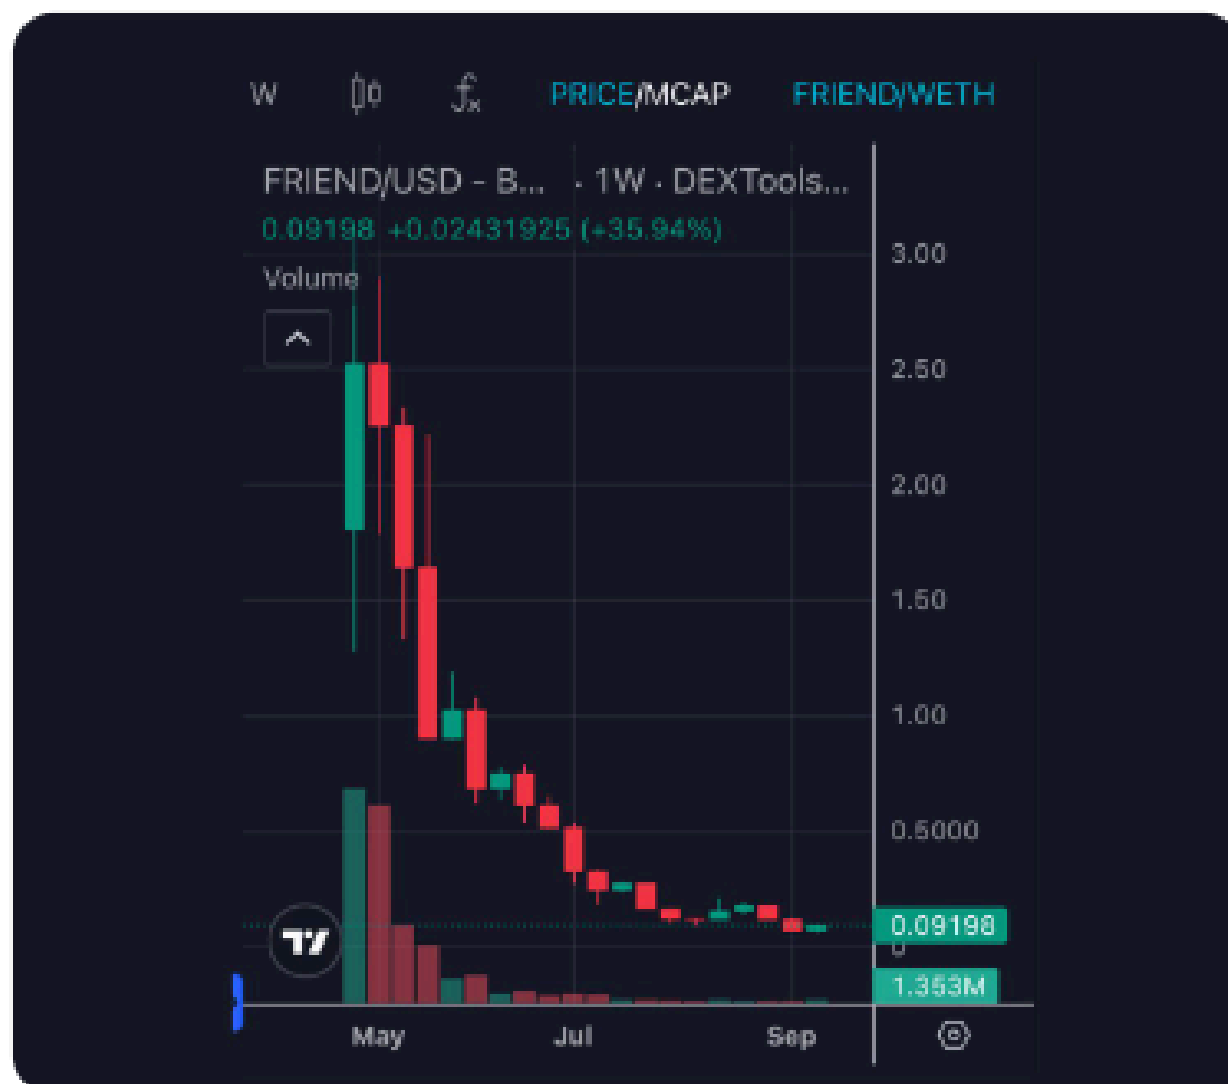 W PRICE/MCAP FRIEND/WETH
FRIEND/USD - B... · 1W · DEXTools...
0.09198 +0.02431925 (+35.94%)
Volume
3.00
2.50
2.00
1.50
1.00
0.5000
0.09198
0
1.353M
May Jul Sep